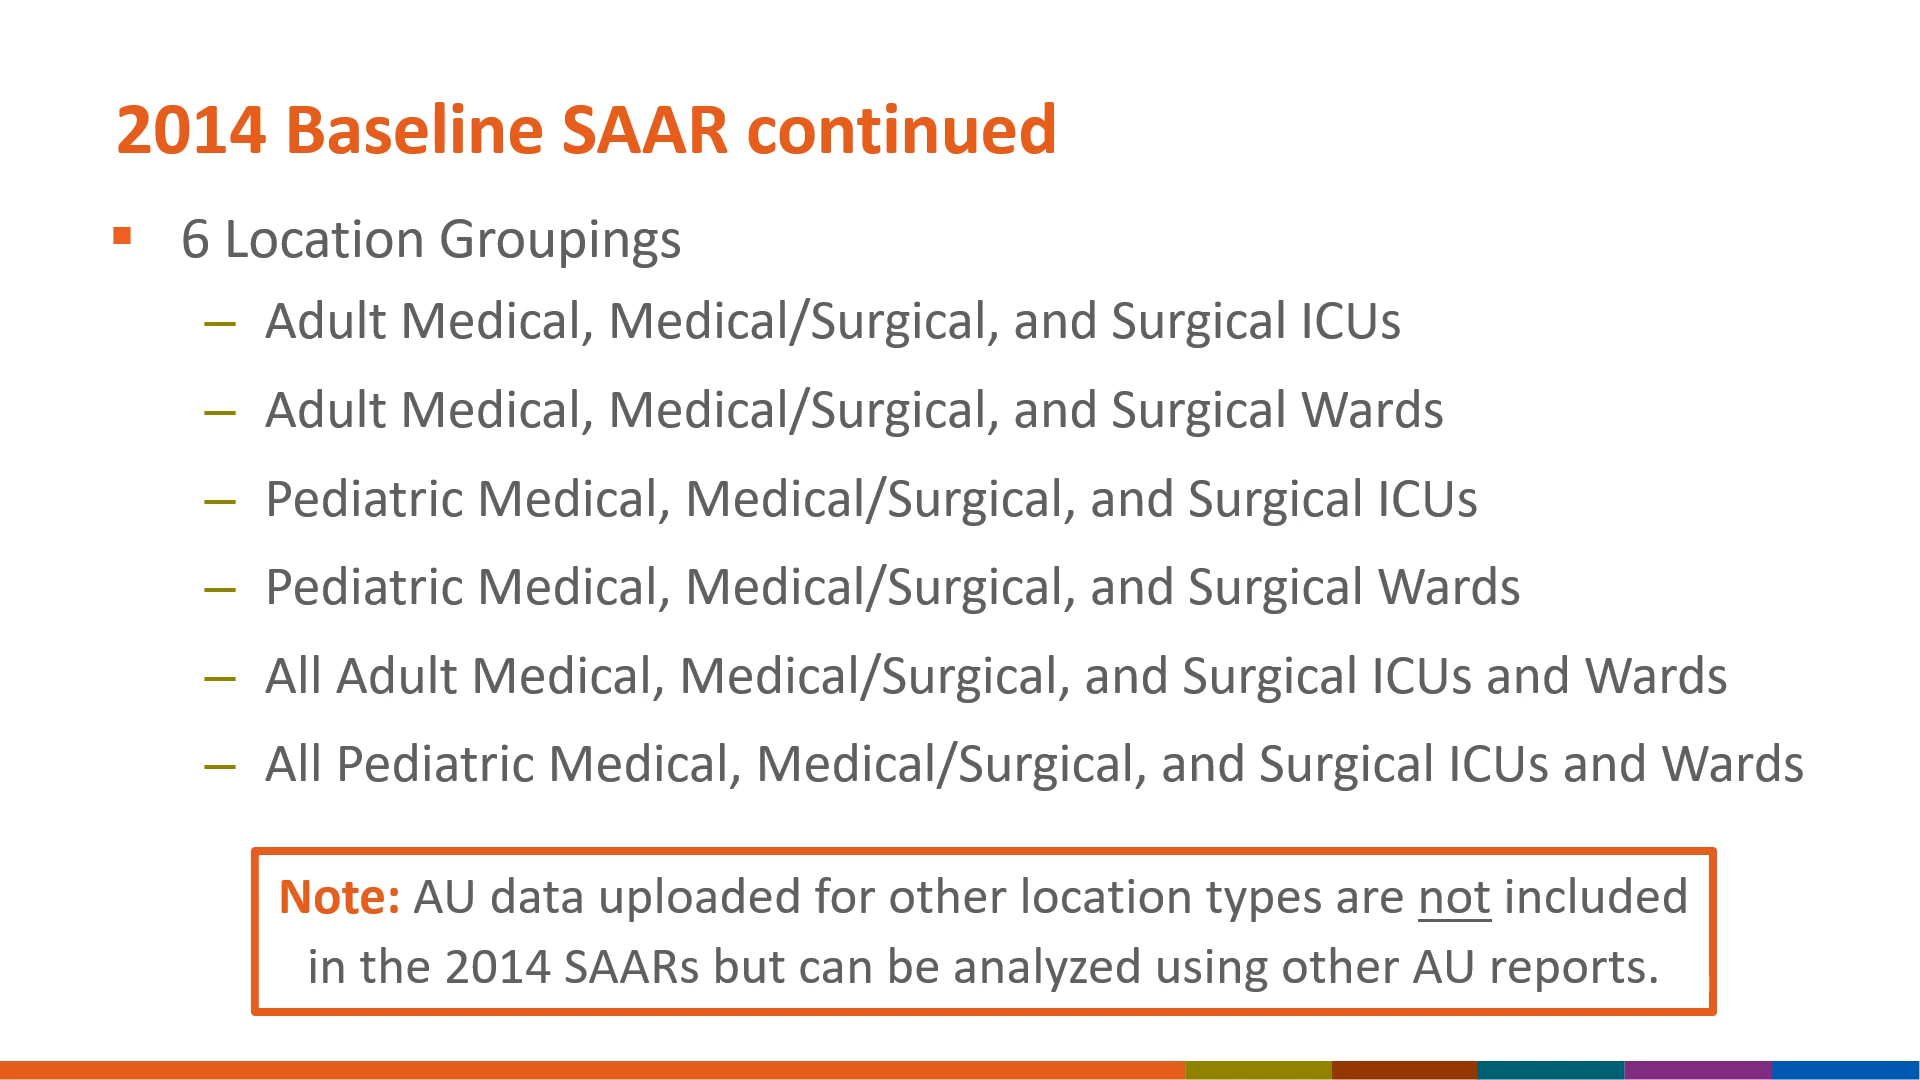 2014 Baseline SAAR continued
▪ 6 Location Groupings
– Adult Medical, Medical/Surgical, and Surgical ICUs
– Adult Medical, Medical/Surgical, and Surgical Wards
– Pediatric Medical, Medical/Surgical, and Surgical ICUs
– Pediatric Medical, Medical/Surgical, and Surgical Wards
– All Adult Medical, Medical/Surgical, and Surgical ICUs and Wards
– All Pediatric Medical, Medical/Surgical, and Surgical ICUs and Wards
Note: AU data uploaded for other location types are not included
in the 2014 SAARs but can be analyzed using other AU reports.